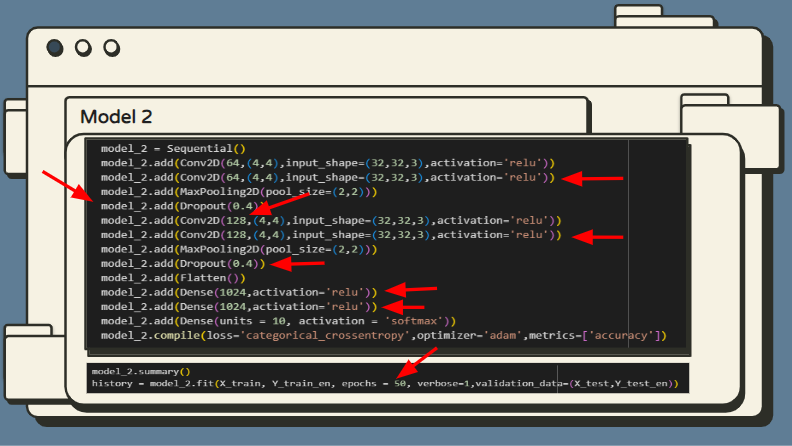 Model 2
model_2 = Sequential()
model_2.add(Conv2D(64,(4,4),input_shape=(32,32,3),activation='relu'))
model_2.add(Conv2D(64,(4,4),input_shape=(32,32,3),activation='relu'))
model_2.add(MaxPooling2D(pool_size=(2,2)))
model_2.add(Dropout(0.4))
model_2.add(Conv2D(128,(4,4),input_shape=(32,32,3),activation='relu'))
model_2.add(Conv2D(128,(4,4),input_shape=(32,32,3),activation='relu'))
model_2.add(MaxPooling2D(pool_size=(2,2)))
model_2.add(Dropout(0.4))
model_2.add(Flatten())
model_2.add(Dense(1024,activation='relu'))
model_2.add(Dense(1024,activation='relu'))
model_2.add(Dense(units = 10, activation = 'softmax'))
model_2.compile(loss='categorical_crossentropy',optimizer='adam',metrics=['accuracy'])
model_2.summary()
history = model_2.fit(X_train, Y_train_en, epochs = 50, verbose=1,validation_data=(X_test,Y_test_en))